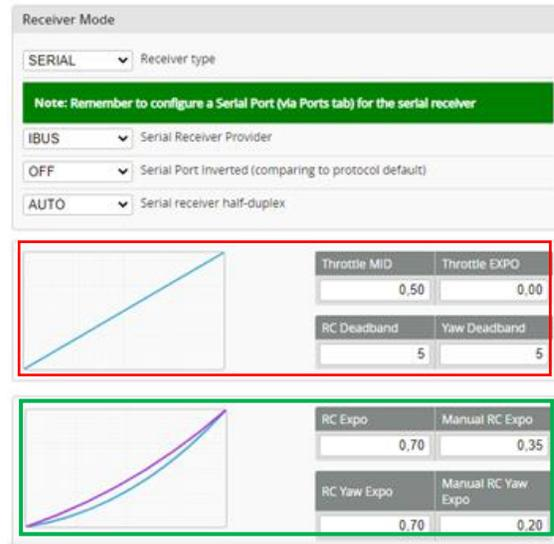 Receiver Mode
SERIAL Receiver type
Note: Remember to configure a Serial Port (via Ports tab) for the serial receiver
IBUS Serial Receiver Provider
OFF Serial Port Inverted (comparing to protocol default)
AUTO Serial receiver half-duplex
Throttle MID Throttle EXPO
0,50 0,00
RC Deadband Yaw Deadband
5 5
RC Expo Manual RC Expo
0,70 0,35
RC Yaw Expo Manual RC Yaw
Expo
0,70 0,20